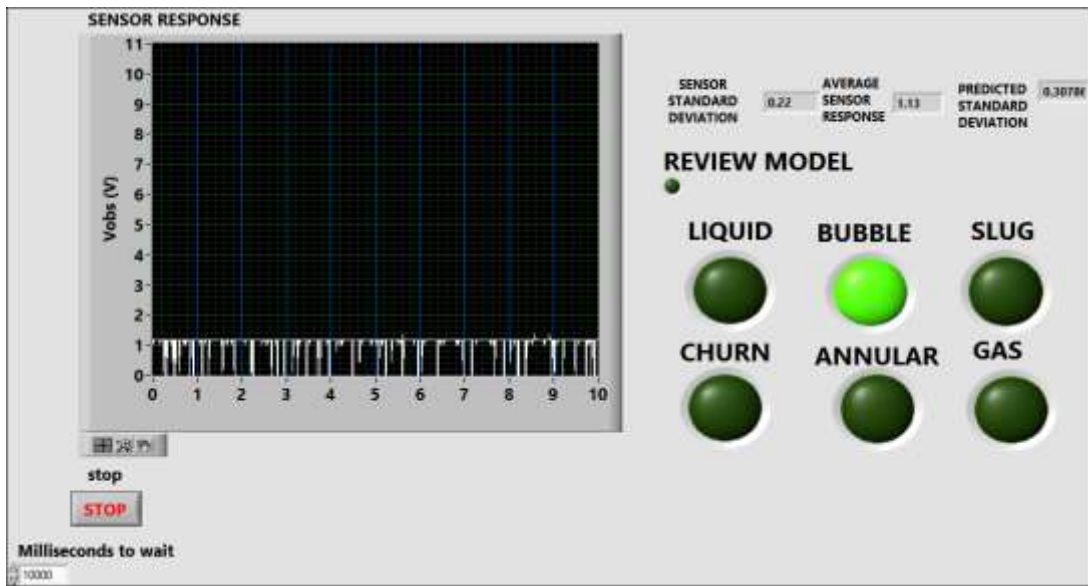 SENSOR RESPONSE
11
10
9
8
7
6
5
4
3
2
1
0
Vobs (V)
0 1 2 3 4 5 6 7 8 9 10
SENSOR
STANDARD
DEVIATION
0.22
AVERAGE
SENSOR
RESPONSE
1.13
PREDICTED
STANDARD
DEVIATION
REVIEW MODEL
LIQUID BUBBLE SLUG
CHURN ANNULAR GAS
stop
STOP
Milliseconds to wait
10000